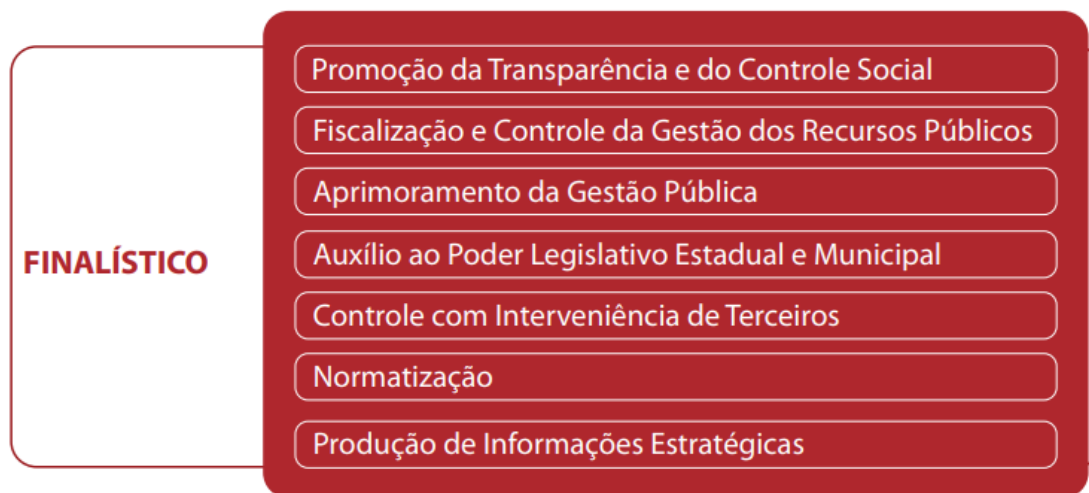 FINALÍSTICO
Promoção da Transparência e do Controle Social
Fiscalização e Controle da Gestão dos Recursos Públicos
Aprimoramento da Gestão Pública
Auxílio ao Poder Legislativo Estadual e Municipal
Controle com Interveniência de Terceiros
Normatização
Produção de Informações Estratégicas